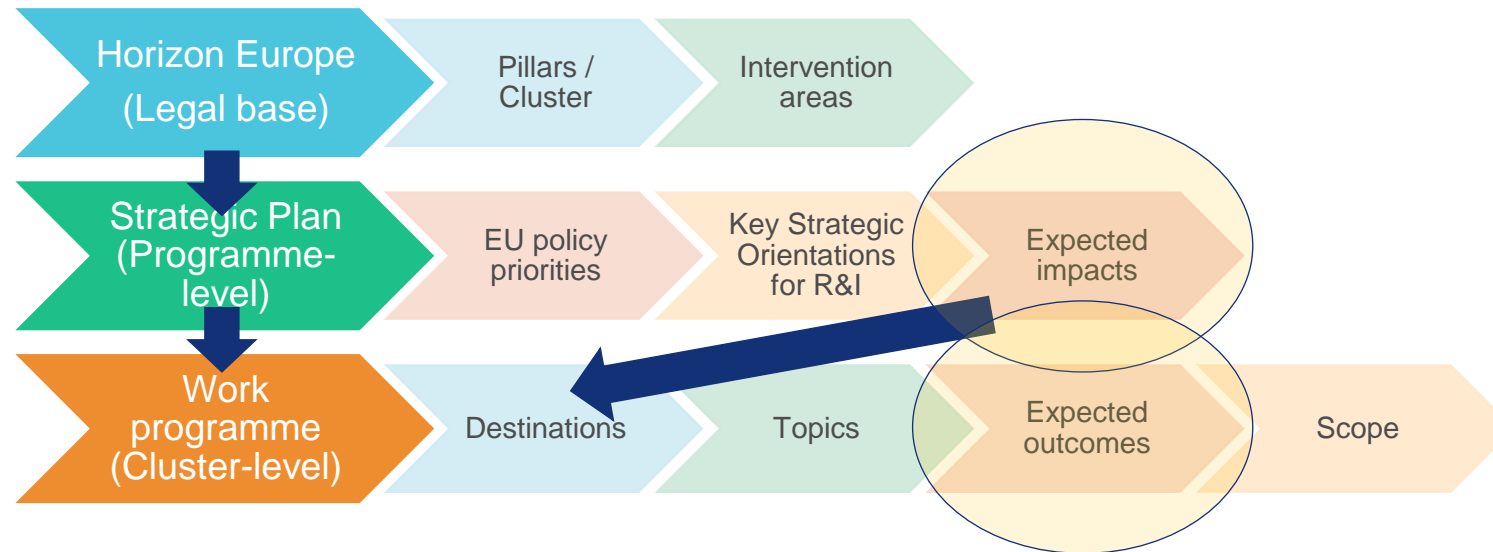 Horizon Europe
(Legal base)
Pillars /
Cluster
Intervention
areas
Strategic Plan
(Programme-
level)
EU policy
priorities
Key Strategic
Orientations
for R&I
Expected
impacts
Work
programme
(Cluster-level)
Destinations
Topics
Expected
outcomes
Scope